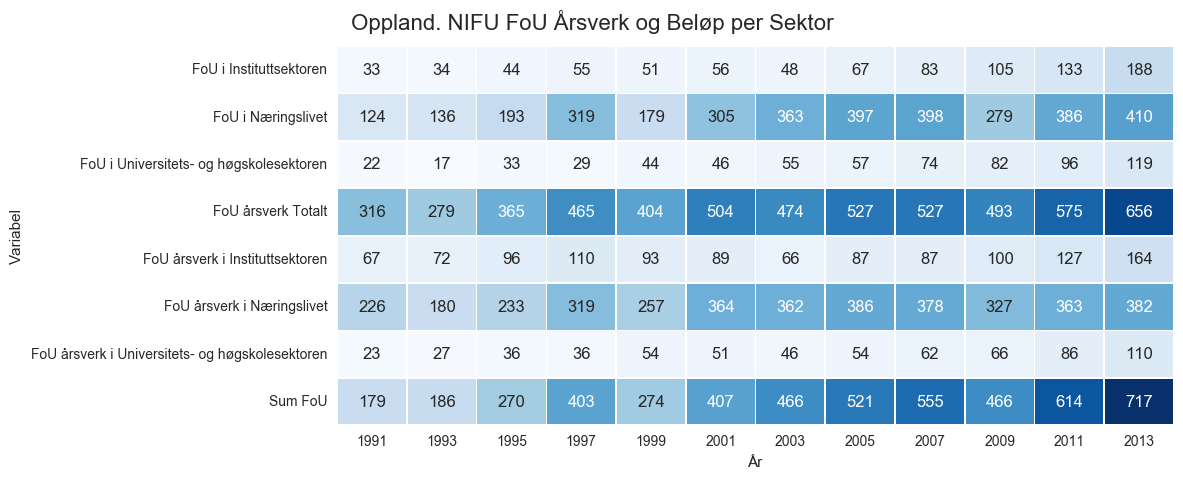 Oppland. NIFU FoU Årsverk og Beløp per Sektor
Variabel
FoU i Instituttsektoren 33 34 44 55 51 56 48 67 83 105 133 188
FoU i Næringslivet 124 136 193 319 179 305 363 397 398 279 386 410
FoU i Universitets- og høgskolesektoren 22 17 33 29 44 46 55 57 74 82 96 119
FoU årsverk Totalt 316 279 365 465 404 504 474 527 527 493 575 656
FoU årsverk i Instituttsektoren 67 72 96 110 93 89 66 87 87 100 127 164
FoU årsverk i Næringslivet 226 180 233 319 257 364 362 386 378 327 363 382
FoU årsverk i Universitets- og høgskolesektoren 23 27 36 36 54 51 46 54 62 66 86 110
Sum FoU 179 186 270 403 274 407 466 521 555 466 614 717
1991 1993 1995 1997 1999 2001 2003 2005 2007 2009 2011 2013
År